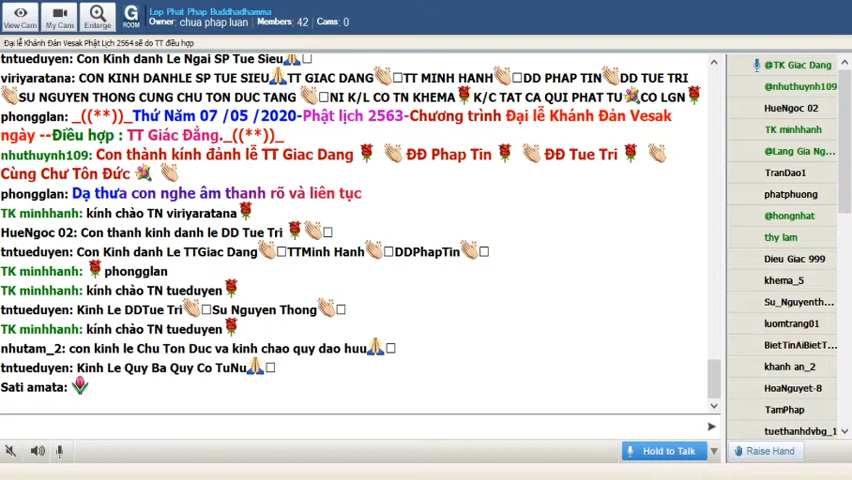 View Cam
My Cam
Enlarge
G
ROOM
Lop Phat Phap Buddhadhamma
Owner: chua phap luan Members: 42 Cams: 0
Đại lễ Khánh Đản Vesak Phật Lịch 2564 sẽ do TT điều hợp
tntueduyen: Con Kinh danh Le Ngai SP Tue Sieu
viriyaratana: CON KINH DANHLE SP TUE SIEU TT GIAC DANG TT MINH HANH DD PHAP TIN DD TUE TRI
SU NGUYEN THONG CUNG CHU TON DUC TANG NI K/L CO TN KHEMA K/C TAT CA QUI PHAT TU CO LGN
phongglan: _((**))_Thứ Năm 07 /05 /2020-Phật lịch 2563-Chương trình Đại lễ Khánh Đản Vesak
ngày --Điều hợp : TT Giác Đẳng._((**))_
nhuthuynh109: Con thành kính đảnh lễ TT Giac Dang ĐĐ Phap Tin ĐĐ Tue Tri
Cùng Chư Tôn Đức
phongglan: Dạ thưa con nghe âm thanh rõ và liên tục
TK minhhanh: kính chào TN viriyaratana
HueNgoc 02: Con thanh kinh danh le DD Tue Tri
tntueduyen: Con Kinh danh Le TTGiac Dang TTMinh Hanh DDPhapTin
TK minhhanh: phongglan
TK minhhanh: kính chào TN tueduyen
tntueduyen: Kinh Le DDTue Tri Su Nguyen Thong
TK minhhanh: kính chào TN tueduyen
nhutam_2: con kinh le Chu Ton Duc va kinh chao quy dao huu
tntueduyen: Kinh Le Quy Ba Quy Co TuNu
Sati amata:
@TK Giac Dang
@nhuthuynh109
HueNgoc 02
TK minhhanh
@Lang Gia Ng...
TranDao1
phatphuong
@hongnhat
thy lam
Dieu Giac 999
khema_5
Su_Nguyenth...
luomtrang01
BietTinAiBietT...
khanh an_2
HoaNguyet-8
TamPhap
tuethanhdvbg_1
Hold to Talk
Raise Hand